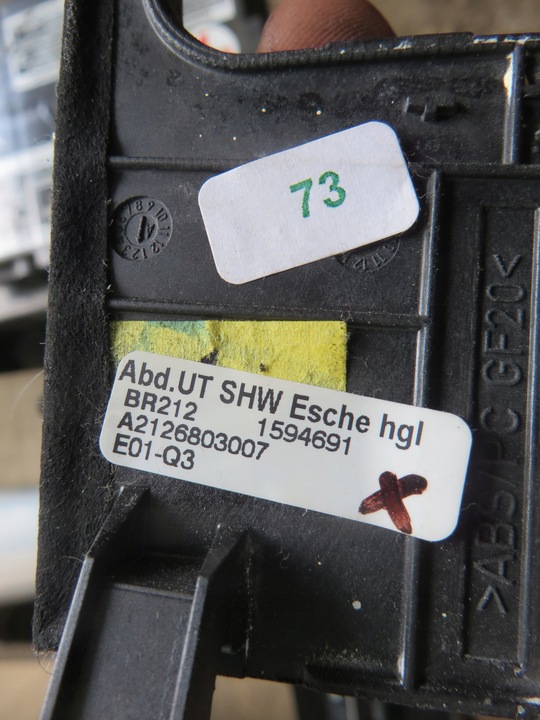 73
Abd.UT SHW Esche hgl
BR212 1594691
A2126803007
E01-Q3
>ABS/PC GF20<